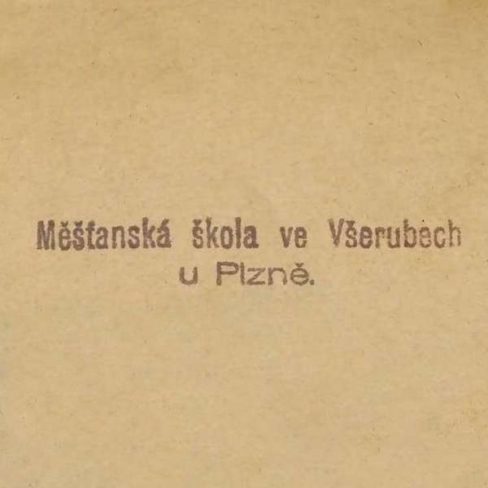 Měšťanská škola ve Všerubech
u Plzně.